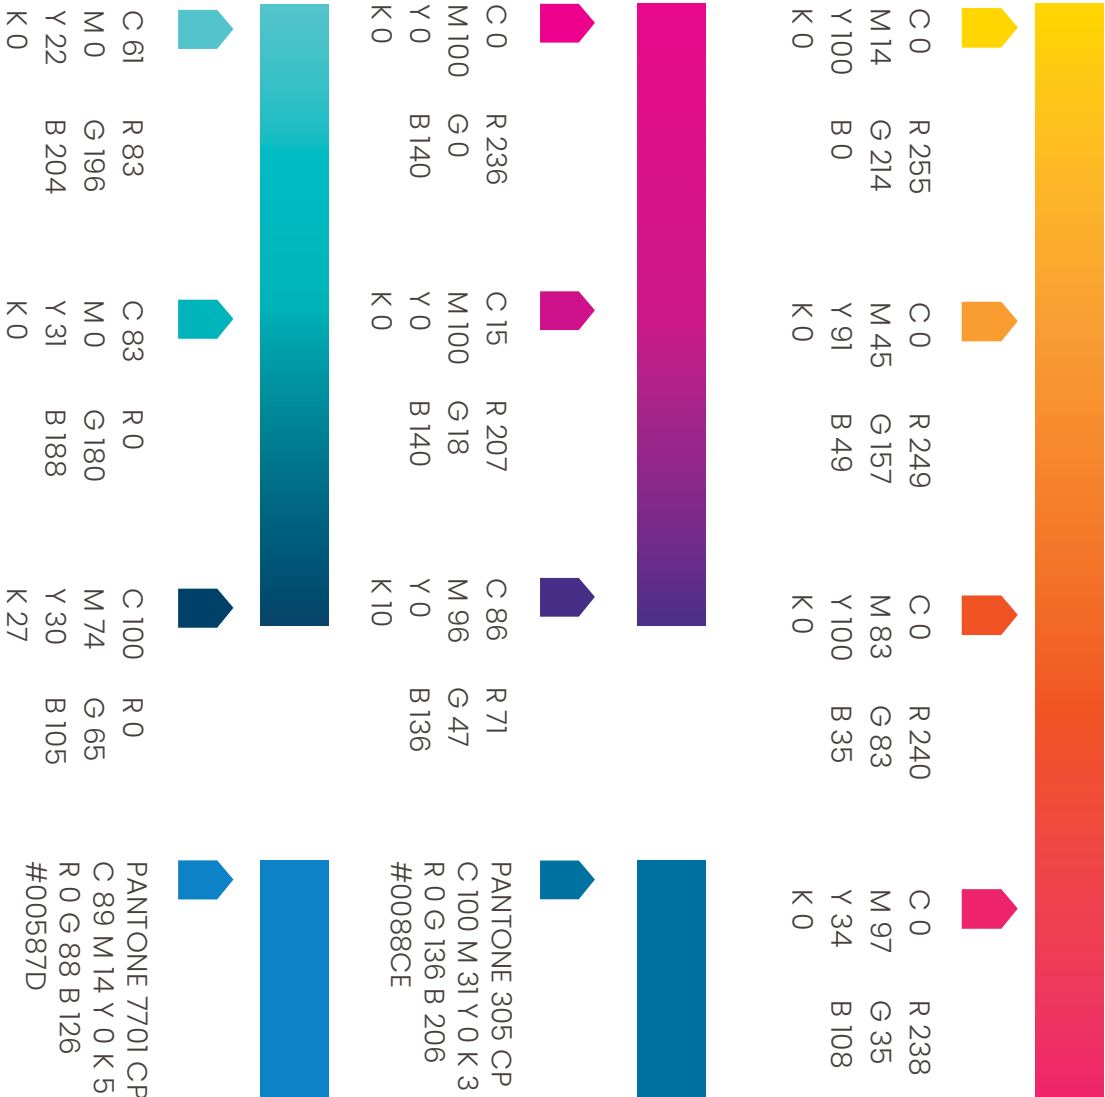 C 0 R 255
M 14 G 214
Y 100 B 0
K 0
C 0 R 249
M 45 G 157
Y 91 B 49
K 0
C 0 R 240
M 83 G 83
Y 100 B 35
K 0
C 0 R 238
M 97 G 35
Y 34 B 108
K 0
C 0 R 236
M 100 G 0
Y 0 B 140
K 0
C 15 R 207
M 100 G 18
Y 0 B 140
K 0
C 86 R 71
M 96 G 47
Y 0 B 136
K 10
PANTONE 305 CP
C 100 M 31 Y 0 K 3
R 0 G 136 B 206
#0088CE
C 61 R 83
M 0 G 196
Y 22 B 204
K 0
C 83 R 0
M 0 G 180
Y 31 B 188
K 0
C 100 R 0
M 74 G 65
Y 30 B 105
K 27
PANTONE 7701 CP
C 89 M 14 Y 0 K 5
R 0 G 88 B 126
#00587D